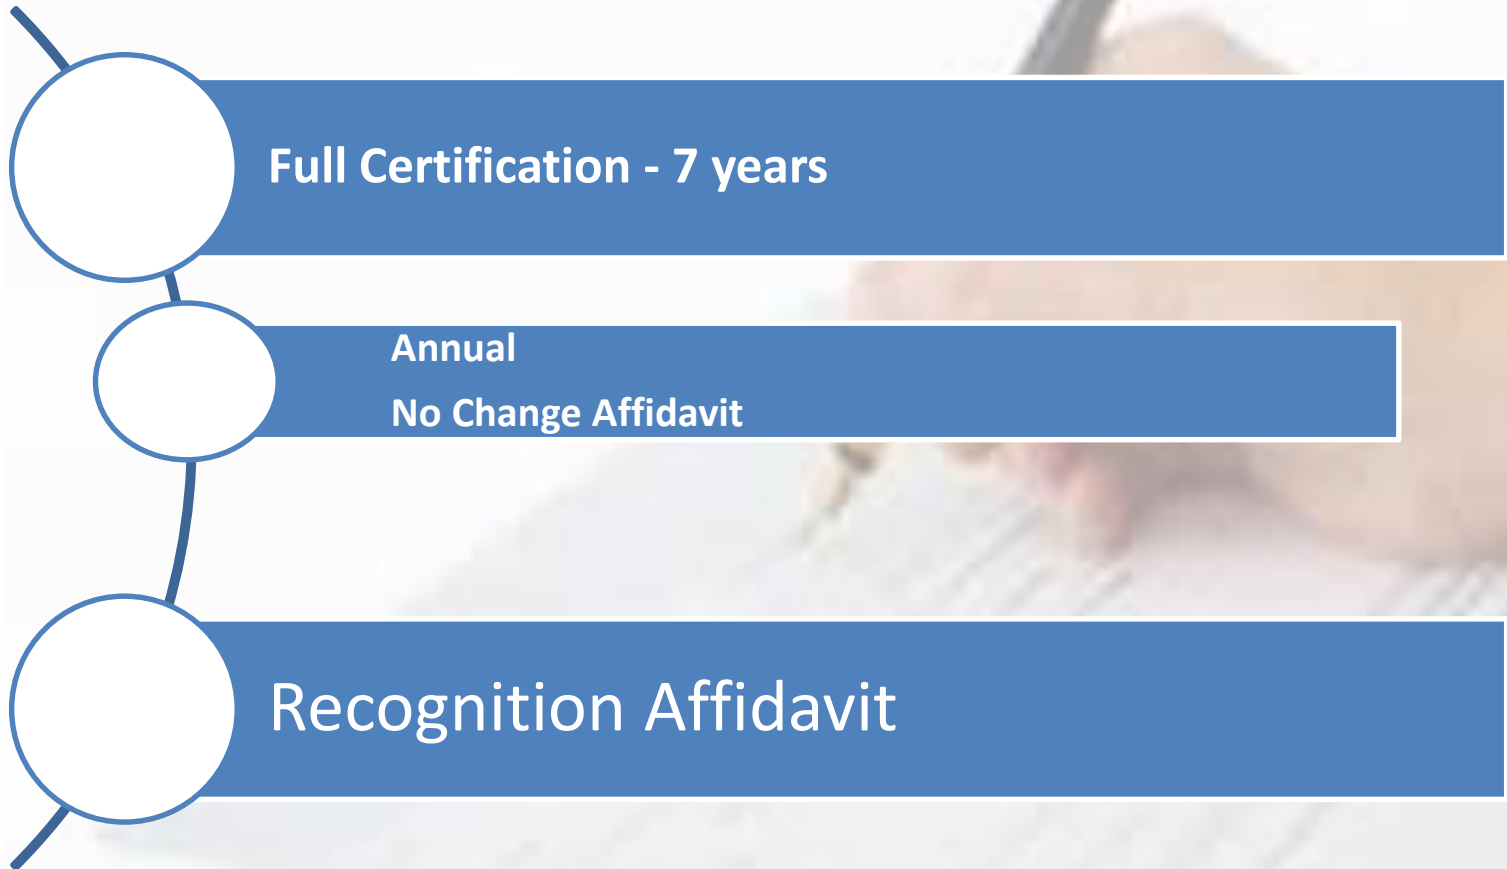 Full Certification - 7 years
Annual
No Change Affidavit
Recognition Affidavit